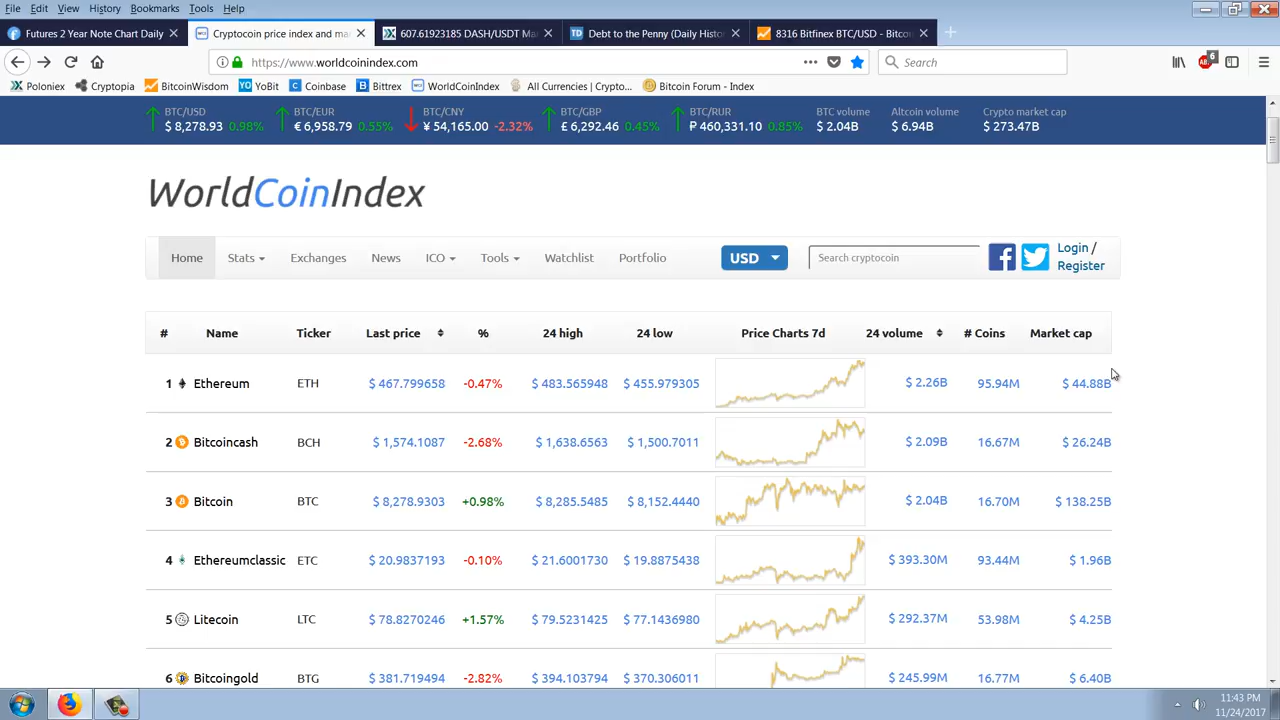 File Edit View History Bookmarks Tools Help
Futures 2 Year Note Chart Daily
Cryptocoin price index and ma
607.61923185 DASH/USDT Ma
Debt to the Penny (Daily Histo
8316 Bitfinex BTC/USD - Bitcoi
https://www.worldcoinindex.com
Search
6
Poloniex Cryptopia BitcoinWisdom YoBit Coinbase Bittrex WorldCoinIndex All Currencies | Crypto... Bitcoin Forum - Index
BTC/USD BTC/EUR BTC/CNY BTC/GBP BTC/RUR BTC volume Altcoin volume Crypto market cap
$ 8,278.93 0.98% € 6,958.79 0.55% ¥ 54,165.00 -2.32% £ 6,292.46 0.45% ₽ 460,331.10 0.85% $ 2.04B $ 6.94B $ 273.47B
WorldCoinIndex
Home Stats Exchanges News ICO Tools Watchlist Portfolio USD Search cryptocoin Login / Register
# Name Ticker Last price % 24 high 24 low Price Charts 7d 24 volume # Coins Market cap
1 Ethereum ETH $ 467.799658 -0.47% $ 483.565948 $ 455.979305 $ 2.26B 95.94M $ 44.88B
2 Bitcoincash BCH $ 1,574.1087 -2.68% $ 1,638.6563 $ 1,500.7011 $ 2.09B 16.67M $ 26.24B
3 Bitcoin BTC $ 8,278.9303 +0.98% $ 8,285.5485 $ 8,152.4440 $ 2.04B 16.70M $ 138.25B
4 Ethereumclassic ETC $ 20.9837193 -0.10% $ 21.6001730 $ 19.8875438 $ 393.30M 93.44M $ 1.96B
5 Litecoin LTC $ 78.8270246 +1.57% $ 79.5231425 $ 77.1436980 $ 292.37M 53.98M $ 4.25B
6 Bitcoingold BTG $ 381.719494 -2.82% $ 394.103794 $ 370.306011 $ 245.99M 16.77M $ 6.40B
11:43 PM
11/24/2017